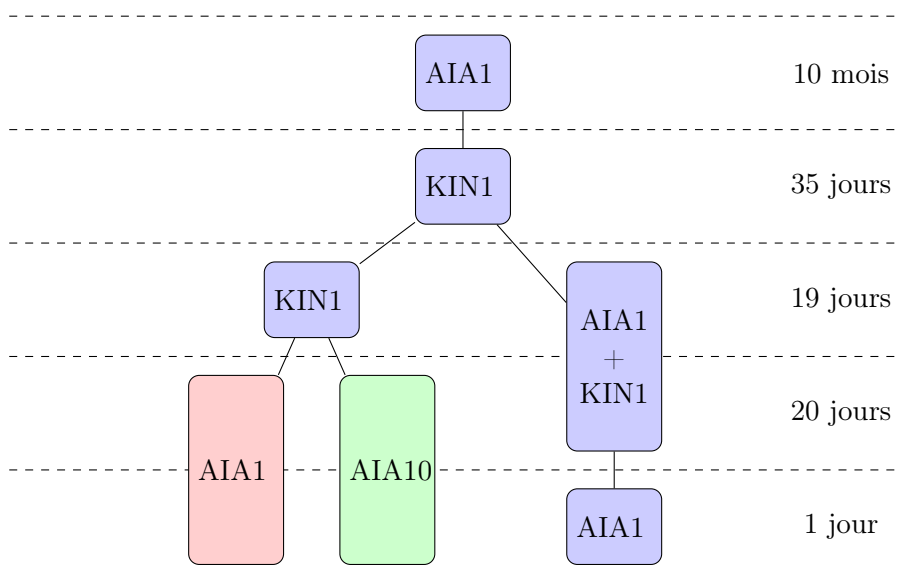 AIA1
10 mois
KIN1
35 jours
KIN1
AIA1
+
KIN1
19 jours
20 jours
AIA1
AIA10
AIA1
1 jour